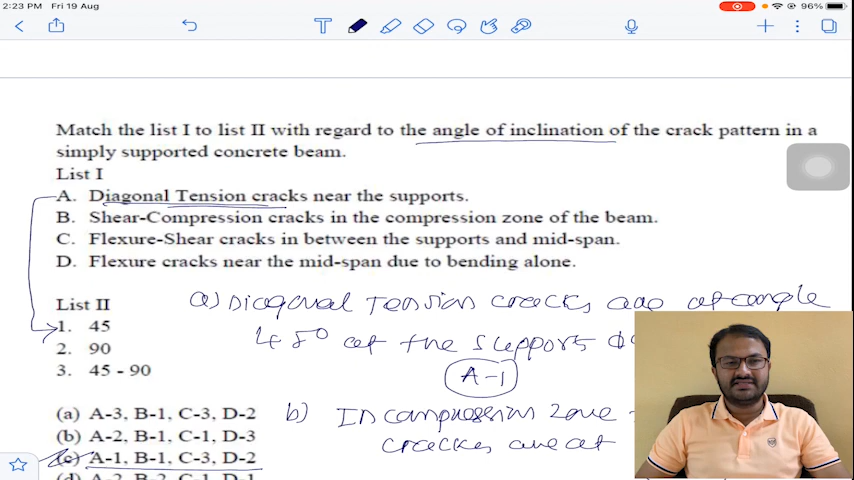 2:23 PM Fri 19 Aug
96%
Match the list I to list II with regard to the angle of inclination of the crack pattern in a
simply supported concrete beam.
List I
A. Diagonal Tension cracks near the supports.
B. Shear-Compression cracks in the compression zone of the beam.
C. Flexure-Shear cracks in between the supports and mid-span.
D. Flexure cracks near the mid-span due to bending alone.
List II
1. 45
2. 90
3. 45 - 90
a) Diagonal Tension cracks are at angle
45° at the supports
A-1
(a) A-3, B-1, C-3, D-2
(b) A-2, B-1, C-1, D-3
(c) A-1, B-1, C-3, D-2
(d) A-2, B-2, C-1, D-1
b) In compression zone
cracks are at